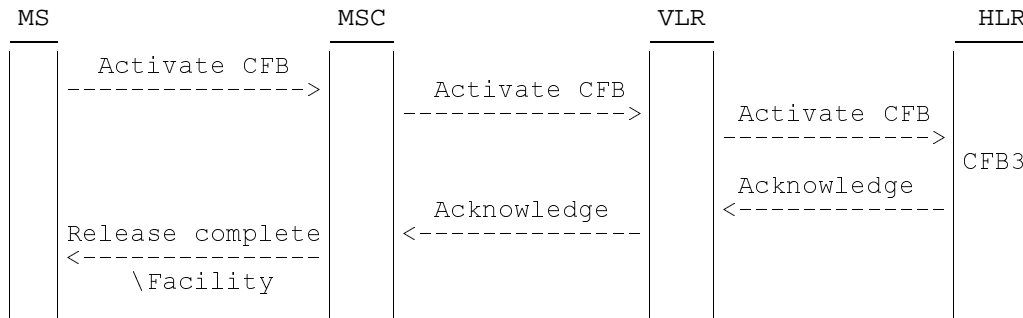 MS MSC VLR HLR
Activate CFB
Activate CFB
Activate CFB
CFB3
Acknowledge
Acknowledge
Release complete
\Facility